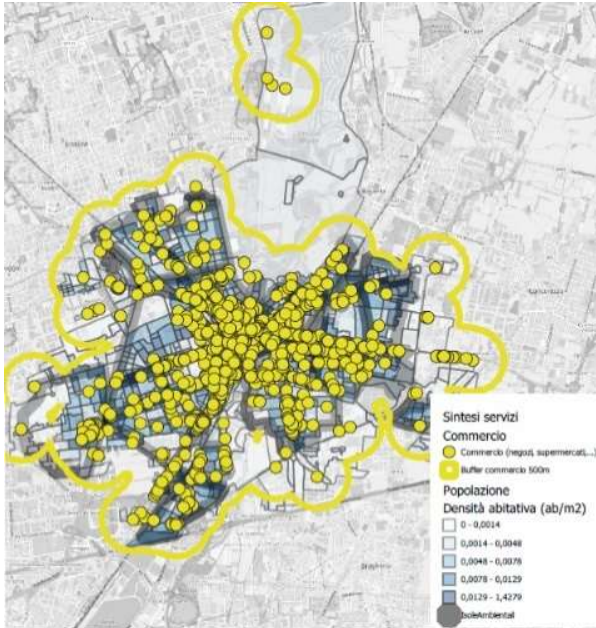 Sintesi servizi
Commercio
Commercio (negozi, supermercati,...)
Buffer commercio 500m
Popolazione
Densità abitativa (ab/m2)
0 - 0,0014
0,0014 - 0,0048
0,0048 - 0,0078
0,0078 - 0,0129
0,0129 - 1,4279
IsoleAmbientali